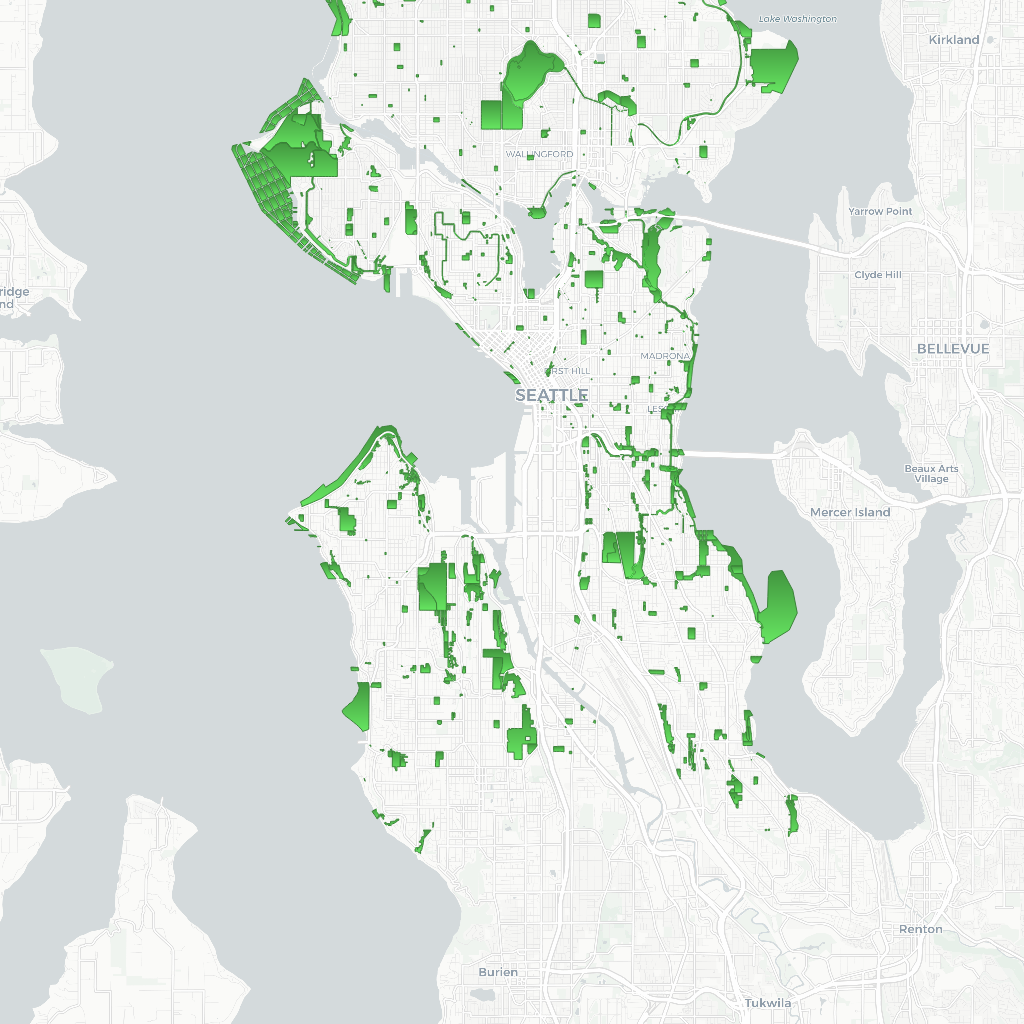 Lake Washington
Kirkland
WALLINGFORD
Yarrow Point
Clyde Hill
ridge
nd
BELLEVUE
MADRONA
RST HILL
SEATTLE
LES
Beaux Arts
Village
Mercer Island
Renton
Burien
Tukwila